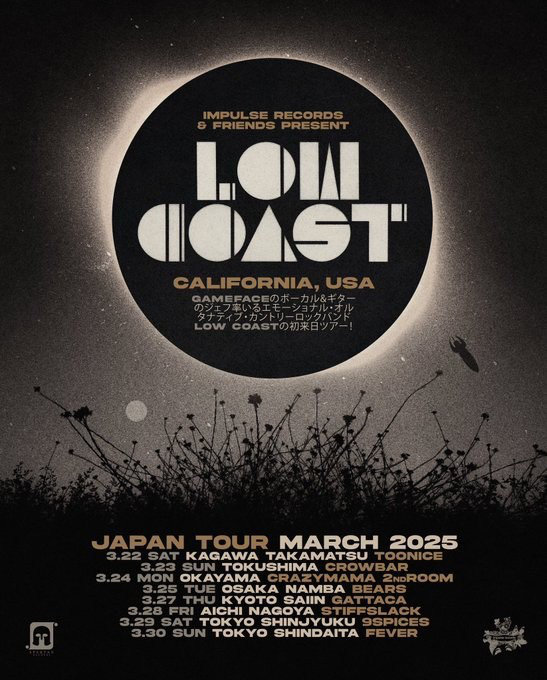 IMPULSE RECORDS
& FRIENDS PRESENT
LOW
COAST
CALIFORNIA, USA
GAMEFACEのボーカル&ギター
のジェフ率いるエモーショナル・オル
タナティブ・カントリーロックバンド
LOW COASTの初来日ツアー!
JAPAN TOUR MARCH 2025
3.22 SAT KAGAWA TAKAMATSU TOONICE
3.23 SUN TOKUSHIMA CROWBAR
3.24 MON OKAYAMA CRAZYMAMA 2NDROOM
3.25 TUE OSAKA NAMBA BEARS
3.27 THU KYOTO SAIIN GATTACA
3.28 FRI AICHI NAGOYA STIFFSLACK
3.29 SAT TOKYO SHINJYUKU 9SPICES
3.30 SUN TOKYO SHINDAITA FEVER
SPARTAN